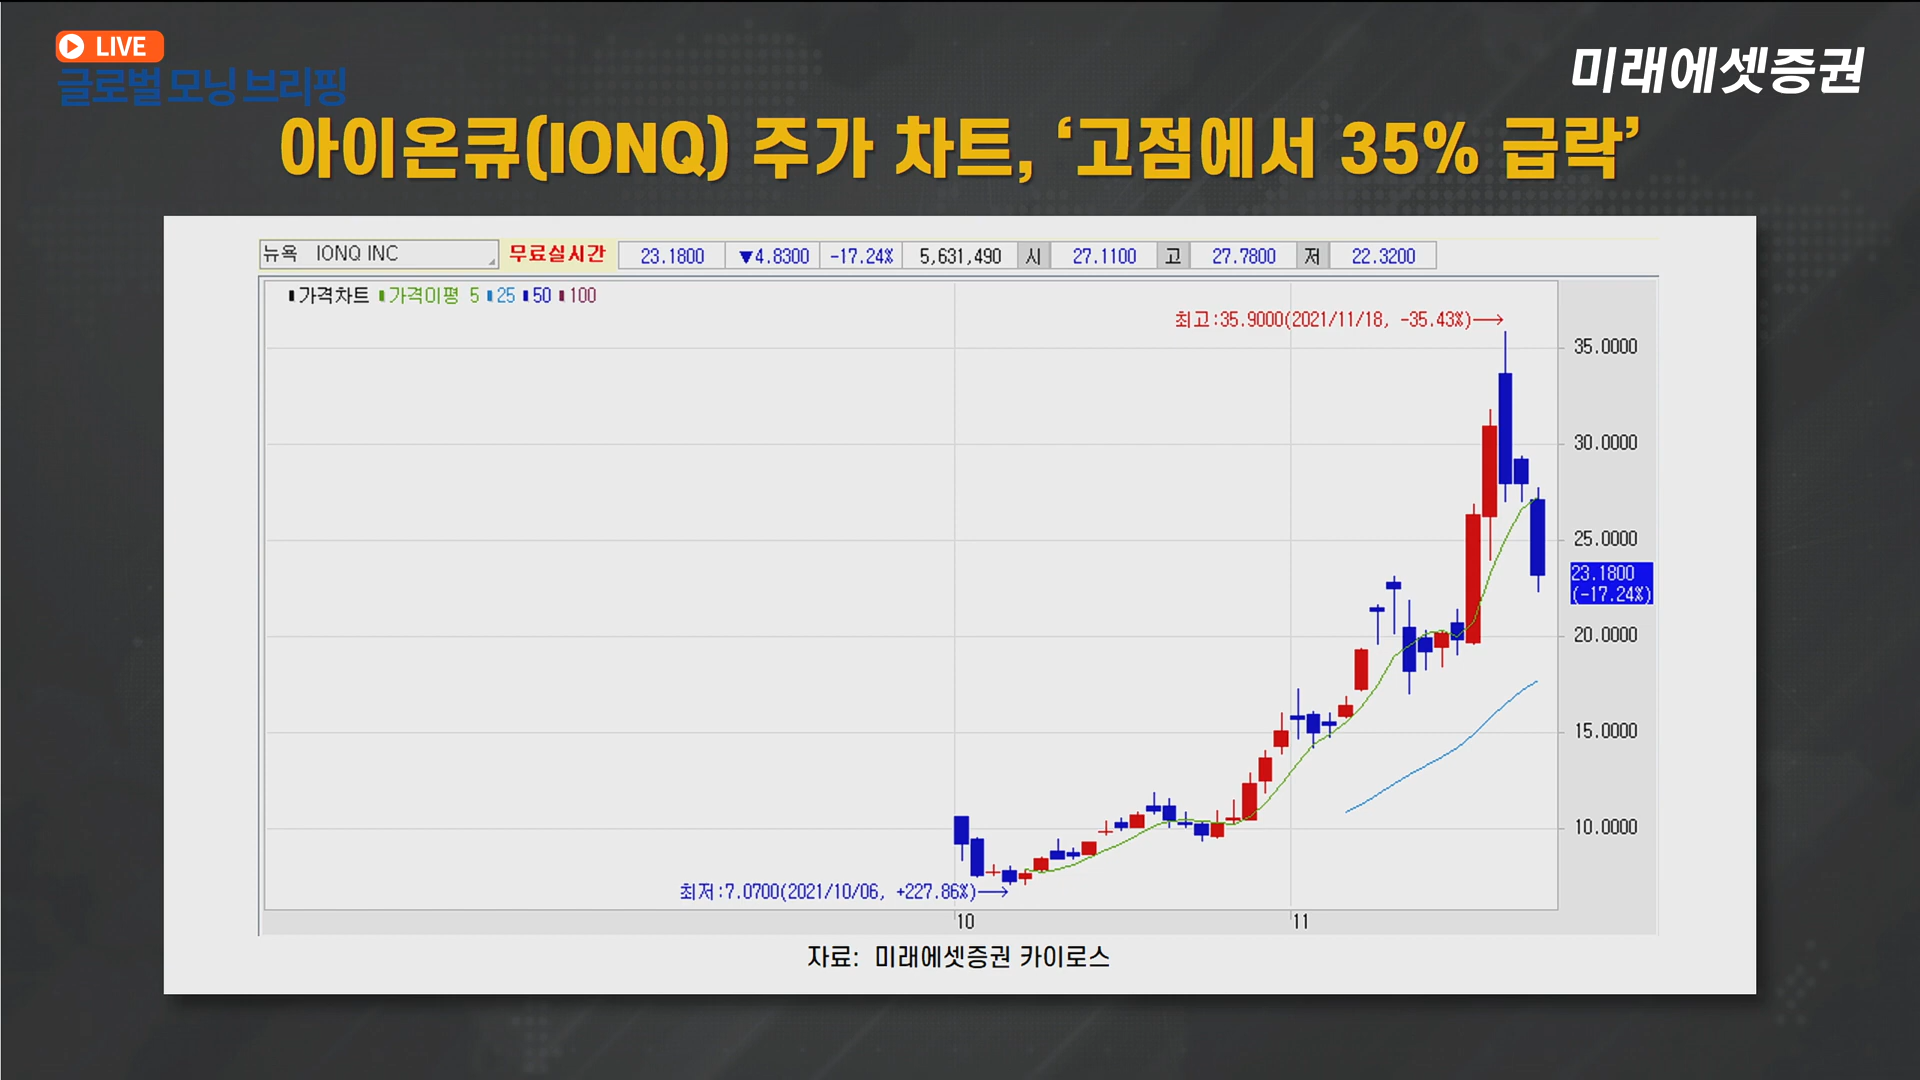 LIVE
글로벌 모닝 브리핑
미래에셋증권
아이온큐(IONQ) 주가 차트, ‘고점에서 35% 급락’
뉴욕 IONQ INC 무료실시간 23.1800 ▼4.8300 -17.24% 5,631,490 시 27.1100 고 27.7800 저 22.3200
가격차트 가격이평 5 25 50 100
최고:35.9000(2021/11/18, -35.43%)→
35.0000
30.0000
25.0000
23.1800
(-17.24%)
20.0000
15.0000
10.0000
최저:7.0700(2021/10/06, +227.86%)→
10 11
자료: 미래에셋증권 카이로스